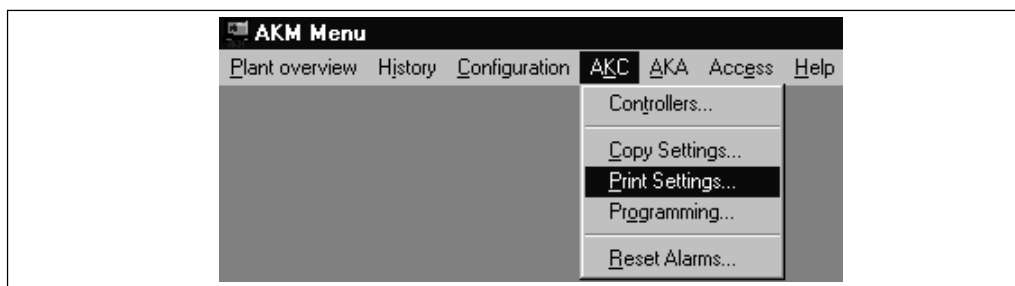 AKM Menu
Plant overview History Configuration AKC AKA Access Help
Controllers...
Copy Settings...
Print Settings...
Programming...
Reset Alarms...